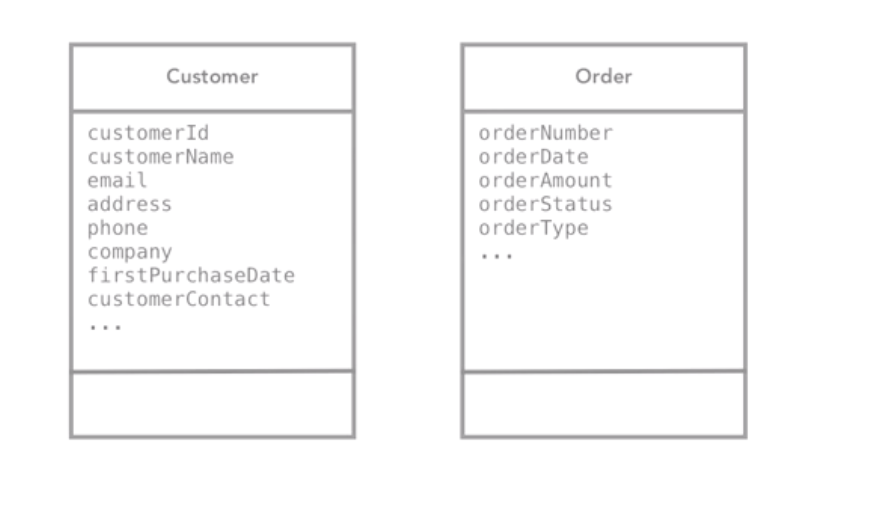 Customer
customerId
customerName
email
address
phone
company
firstPurchaseDate
customerContact
...
Order
orderNumber
orderDate
orderAmount
orderStatus
orderType
...